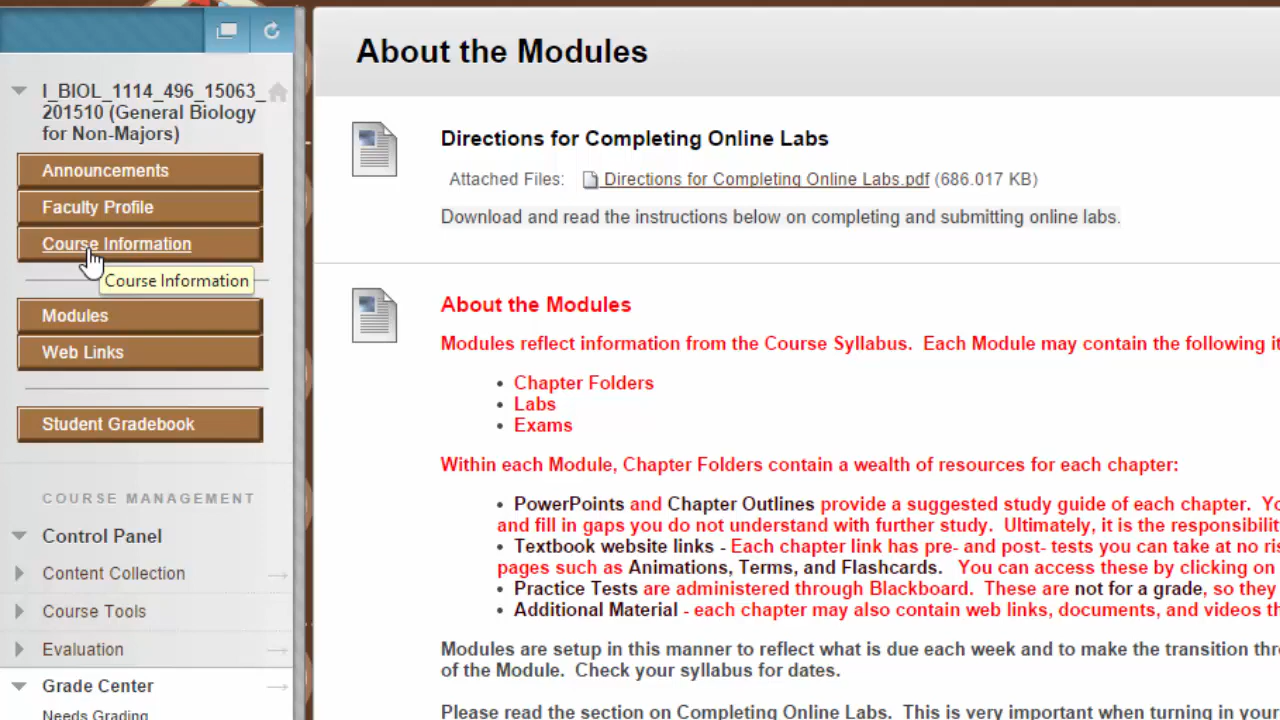 I_BIOL_1114_496_15063_
201510 (General Biology
for Non-Majors)
Announcements
Faculty Profile
Course Information
Course Information
Modules
Web Links
Student Gradebook
COURSE MANAGEMENT
Control Panel
Content Collection
Course Tools
Evaluation
Grade Center
Needs Grading
About the Modules
Directions for Completing Online Labs
Attached Files: Directions for Completing Online Labs.pdf (686.017 KB)
Download and read the instructions below on completing and submitting online labs.
About the Modules
Modules reflect information from the Course Syllabus. Each Module may contain the following it
• Chapter Folders
• Labs
• Exams
Within each Module, Chapter Folders contain a wealth of resources for each chapter:
• PowerPoints and Chapter Outlines provide a suggested study guide of each chapter. Yo
and fill in gaps you do not understand with further study. Ultimately, it is the responsibili
• Textbook website links - Each chapter link has pre- and post- tests you can take at no ris
pages such as Animations, Terms, and Flashcards. You can access these by clicking on
• Practice Tests are administered through Blackboard. These are not for a grade, so they
• Additional Material - each chapter may also contain web links, documents, and videos th
Modules are setup in this manner to reflect what is due each week and to make the transition thr
of the Module. Check your syllabus for dates.
Please read the section on Completing Online Labs. This is very important when turning in your